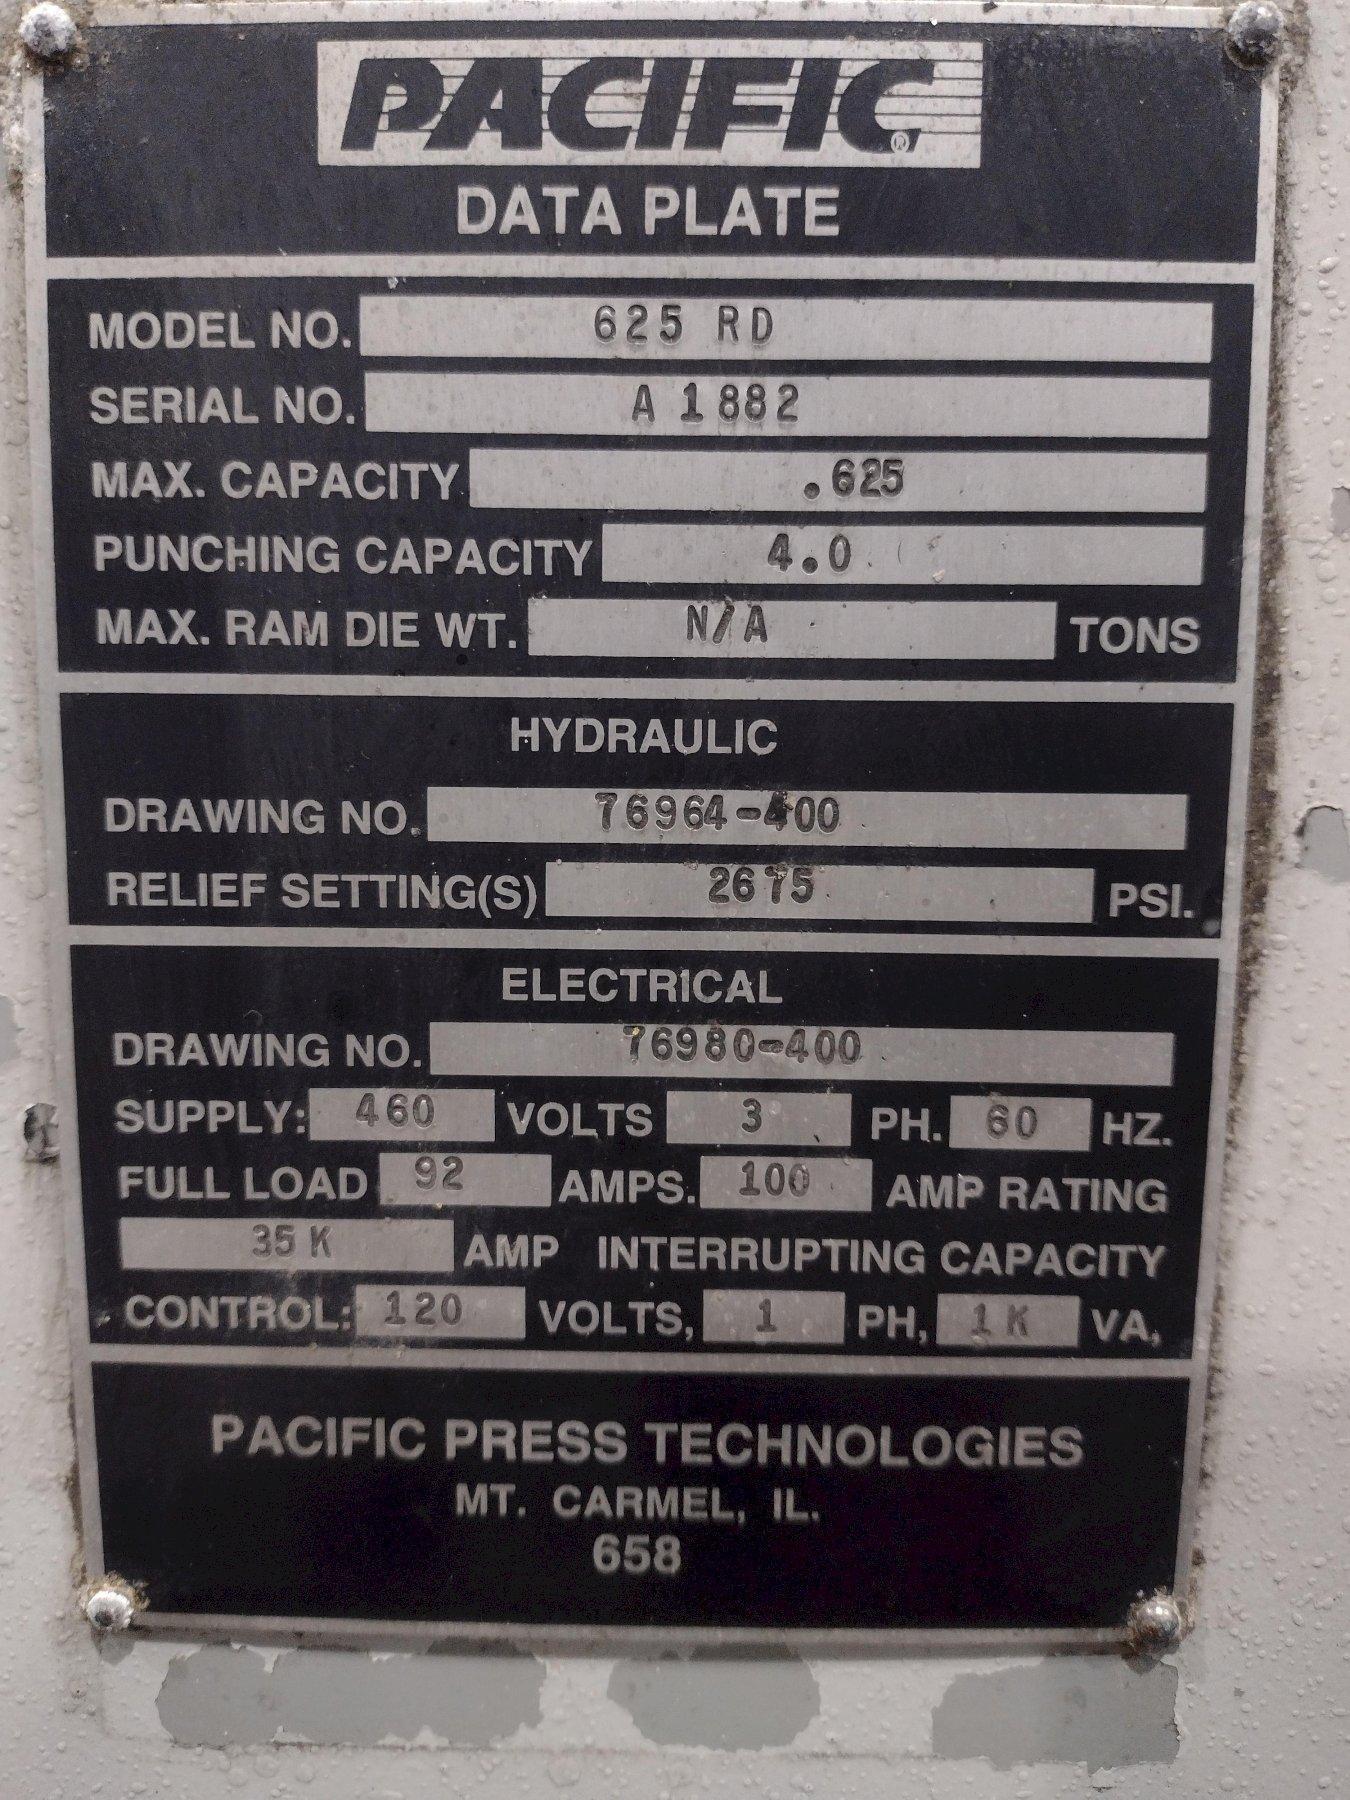 PACIFIC®
DATA PLATE
MODEL NO. 625 RD
SERIAL NO. A 1882
MAX. CAPACITY .625
PUNCHING CAPACITY 4.0
MAX. RAM DIE WT. N/A TONS
HYDRAULIC
DRAWING NO. 76964-400
RELIEF SETTING(S) 2675 PSI.
ELECTRICAL
DRAWING NO. 76980-400
SUPPLY: 460 VOLTS 3 PH. 60 HZ.
FULL LOAD 92 AMPS. 100 AMP RATING
35K AMP INTERRUPTING CAPACITY
CONTROL: 120 VOLTS, 1 PH, 1K VA,
PACIFIC PRESS TECHNOLOGIES
MT. CARMEL, IL.
658